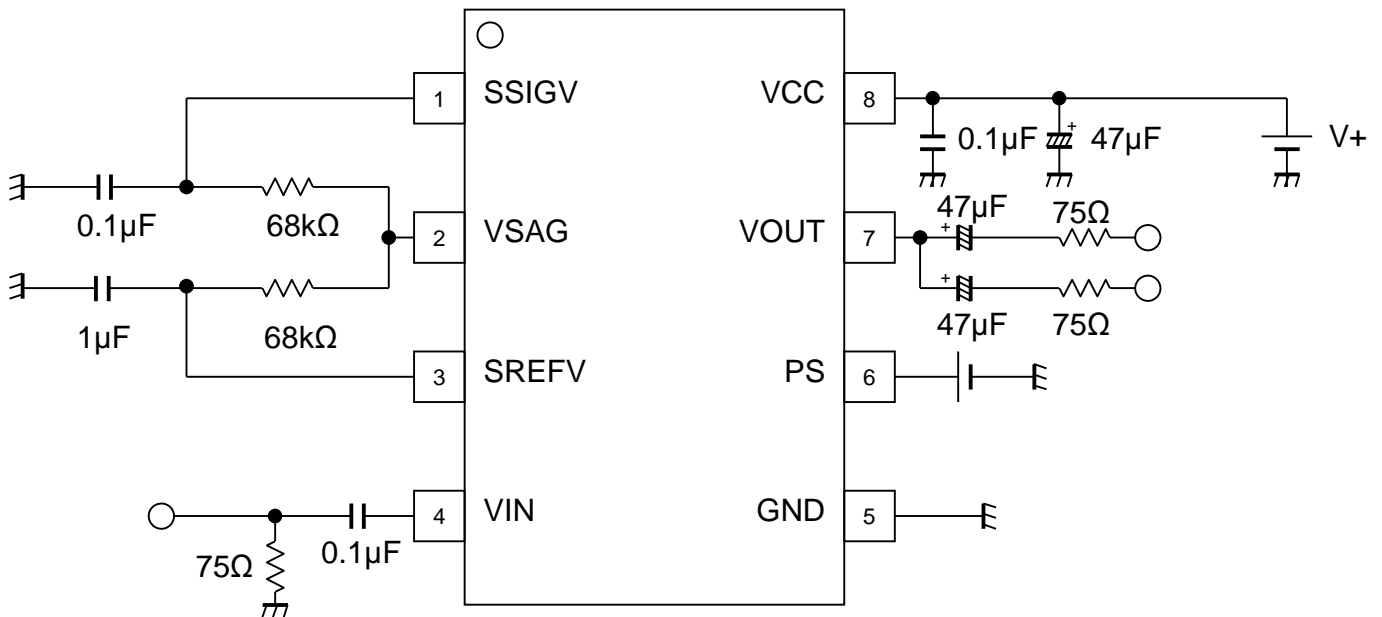 1 SSIGV VCC 8
0.1µF + 47µF V+
0.1µF 68kΩ
47µF 75Ω
2 VSAG VOUT 7 +
+
1µF 68kΩ
47µF 75Ω
3 SREFV PS 6
4 VIN GND 5
75Ω 0.1µF